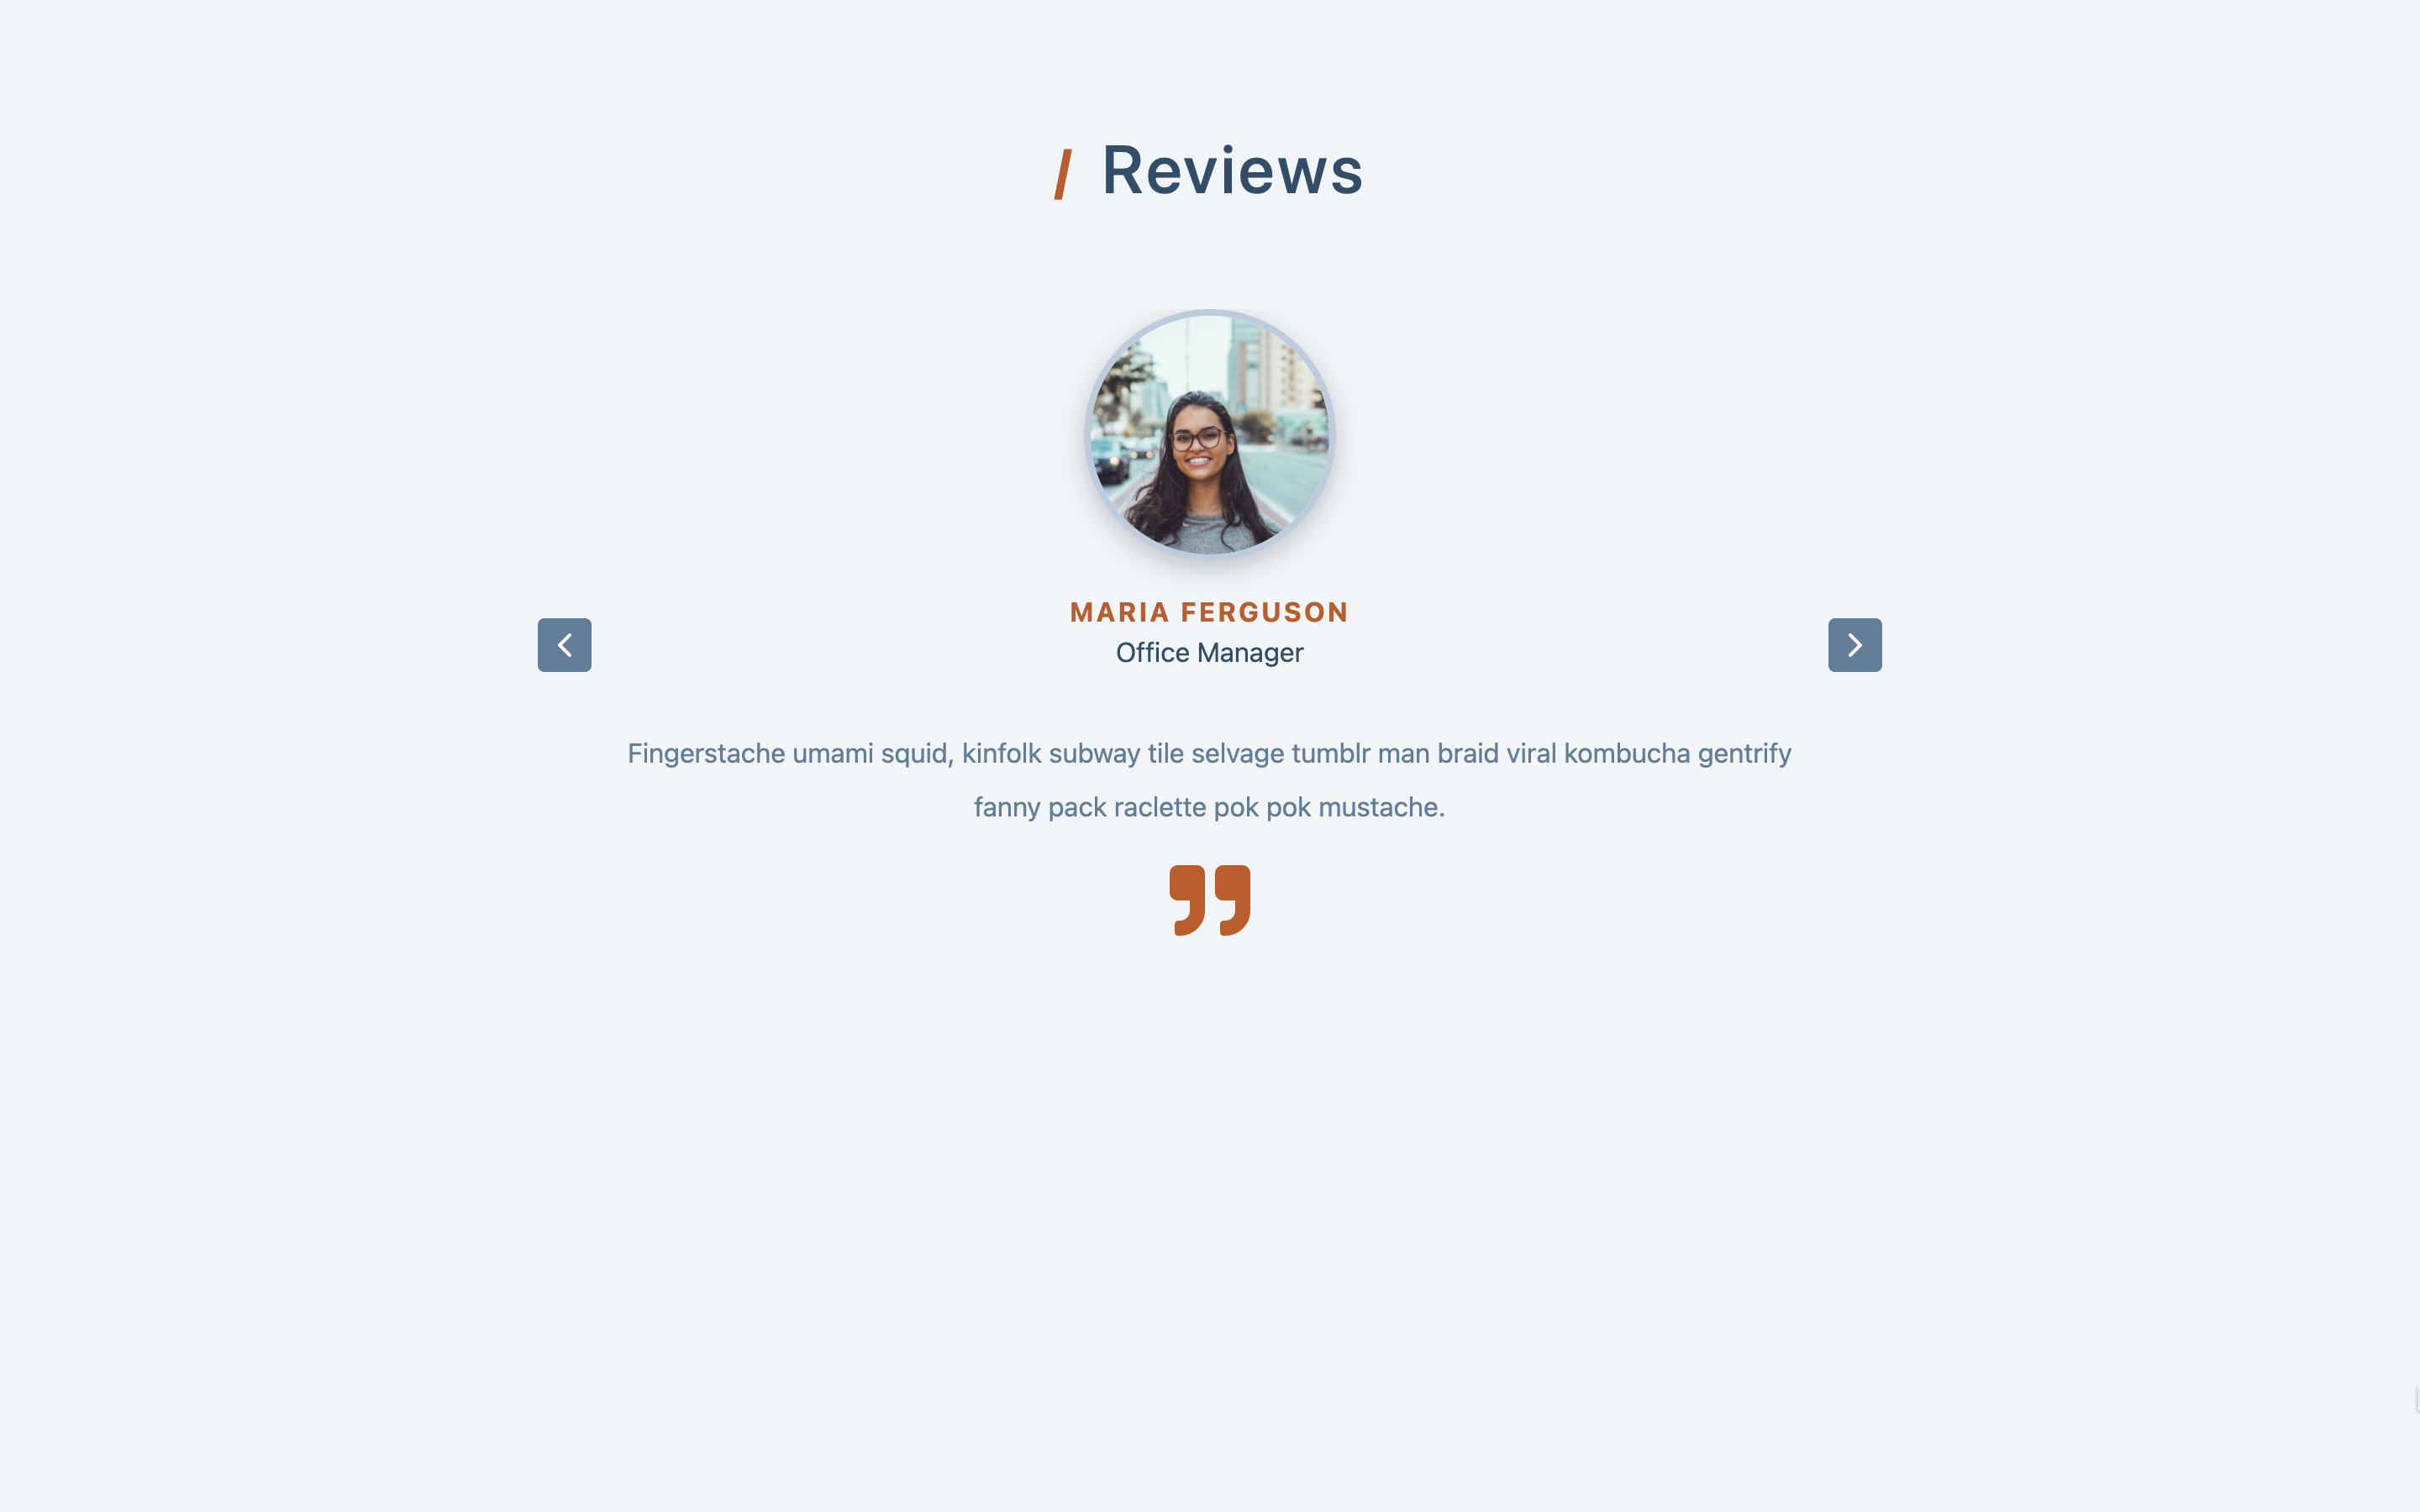 / Reviews
MARIA FERGUSON
Office Manager
Fingerstache umami squid, kinfolk subway tile selvage tumblr man braid viral kombucha gentrify
fanny pack raclette pok pok mustache.